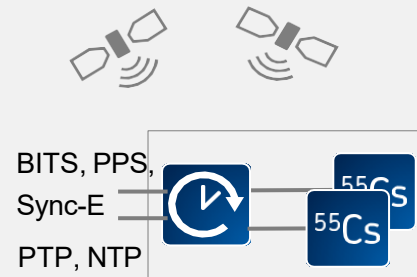 BITS, PPS,
Sync-E
PTP, NTP
⁵⁵Cs
⁵⁵Cs